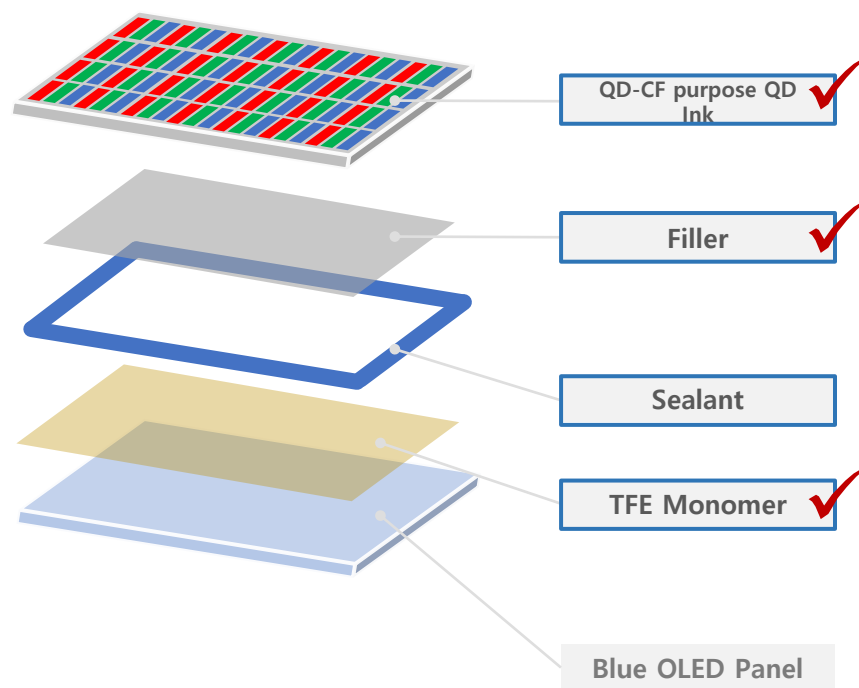 QD-CF purpose QD
Ink
Filler
Sealant
TFE Monomer
Blue OLED Panel